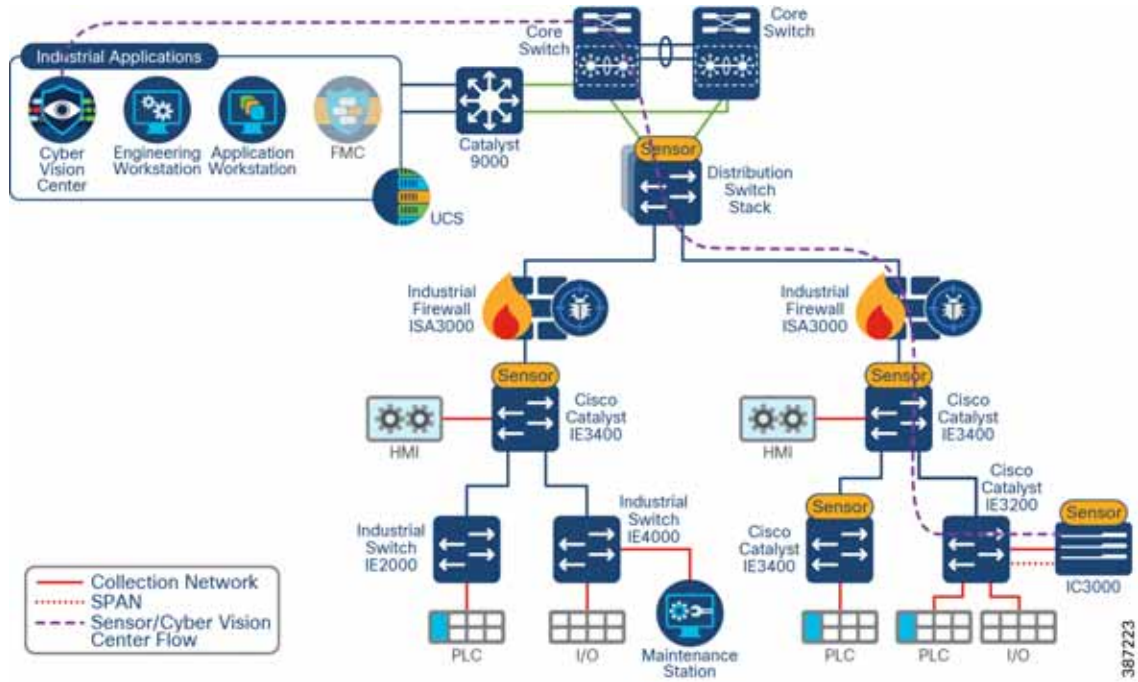 Core
Switch
Core
Switch
Industrial Applications
Cyber
Vision
Center
Engineering
Workstation
Application
Workstation
FMC
UCS
Catalyst
9000
Sensor
Distribution
Switch
Stack
Industrial
Firewall
ISA3000
Industrial
Firewall
ISA3000
Sensor
Cisco
Catalyst
IE3400
HMI
Sensor
Cisco
Catalyst
IE3400
HMI
Industrial
Switch
IE2000
Industrial
Switch
IE4000
Sensor
Cisco
Catalyst
IE3400
Cisco
Catalyst
IE3200
Sensor
IC3000
PLC
I/O
Maintenance
Station
PLC
PLC
I/O
Collection Network
SPAN
Sensor/Cyber Vision
Center Flow
387223